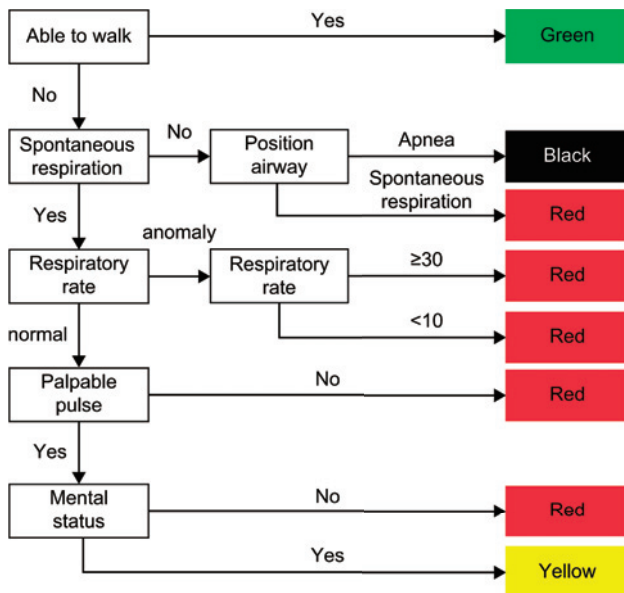 Able to walk
Yes
Green
No
Spontaneous
respiration
No
Position
airway
Apnea
Black
Spontaneous
respiration
Red
Yes
Respiratory
rate
anomaly
Respiratory
rate
≥30
Red
<10
Red
normal
Palpable
pulse
No
Red
Yes
Mental
status
No
Red
Yes
Yellow